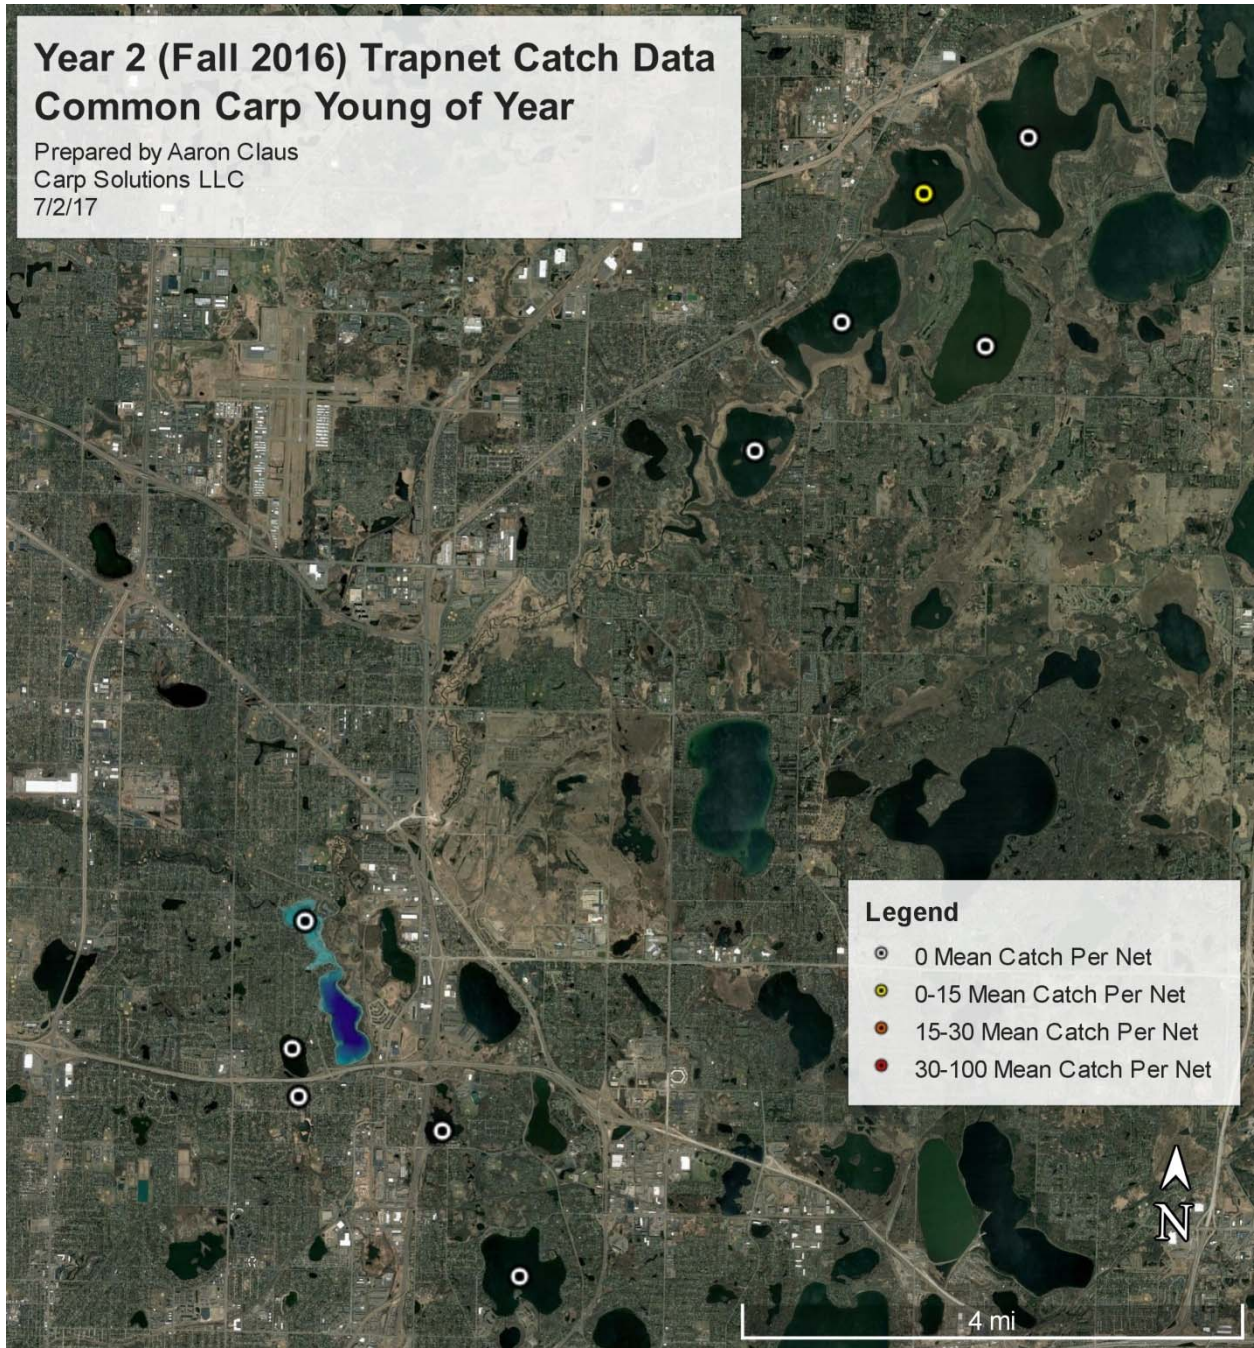 Year 2 (Fall 2016) Trapnet Catch Data
Common Carp Young of Year
Prepared by Aaron Claus
Carp Solutions LLC
7/2/17
Legend
0 Mean Catch Per Net
0-15 Mean Catch Per Net
15-30 Mean Catch Per Net
30-100 Mean Catch Per Net
N
4 mi